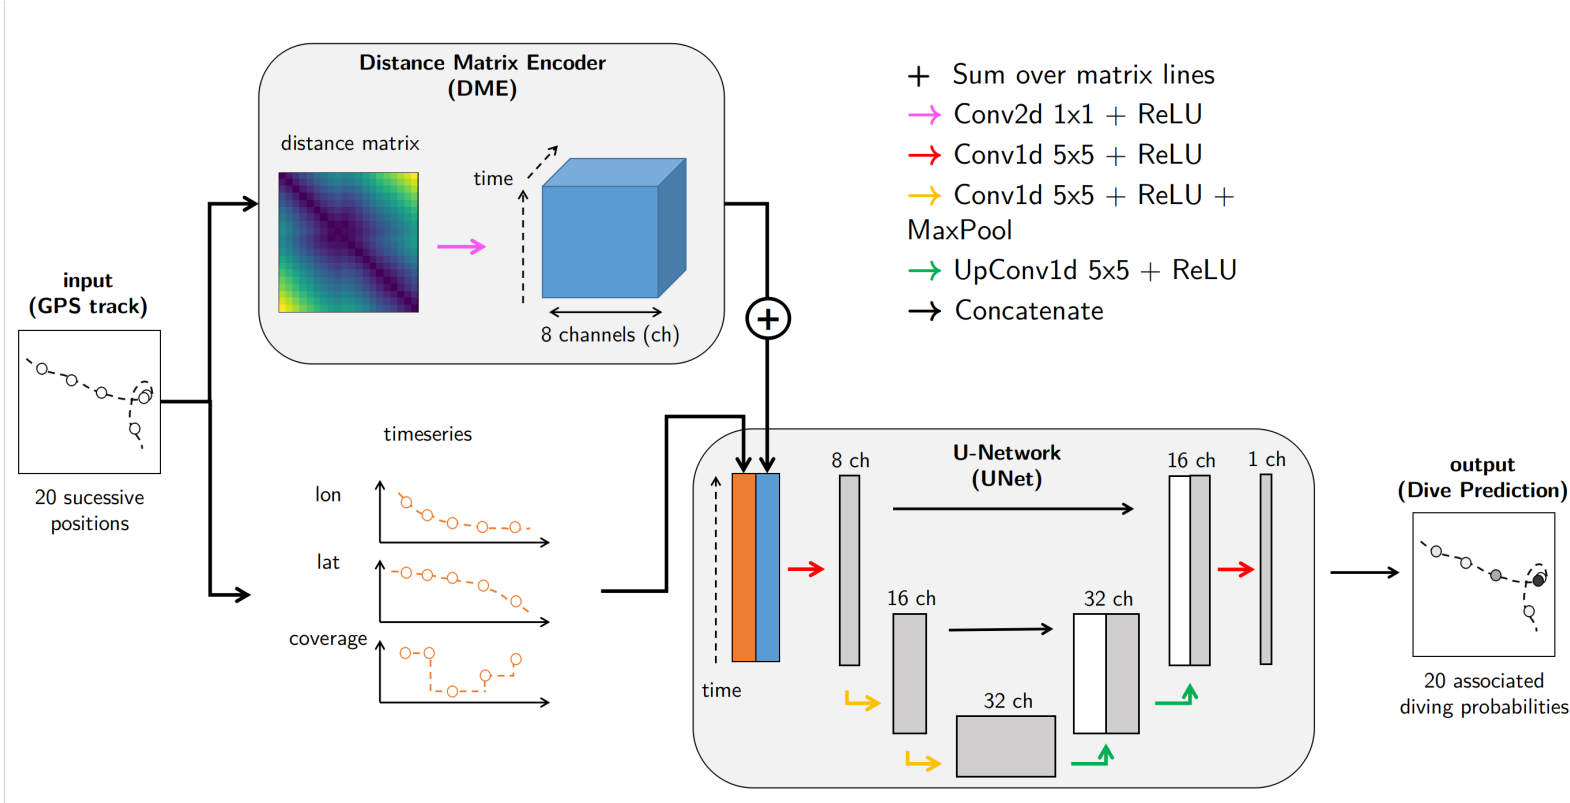 Distance Matrix Encoder
(DME)
distance matrix
time
8 channels (ch)
+ Sum over matrix lines
→ Conv2d 1x1 + ReLU
→ Conv1d 5x5 + ReLU
→ Conv1d 5x5 + ReLU +
MaxPool
→ UpConv1d 5x5 + ReLU
→ Concatenate
input
(GPS track)
20 sucessive
positions
+
timeseries
lon
lat
coverage
U-Network
(UNet)
8 ch
16 ch
1 ch
16 ch
32 ch
32 ch
time
output
(Dive Prediction)
20 associated
diving probabilities